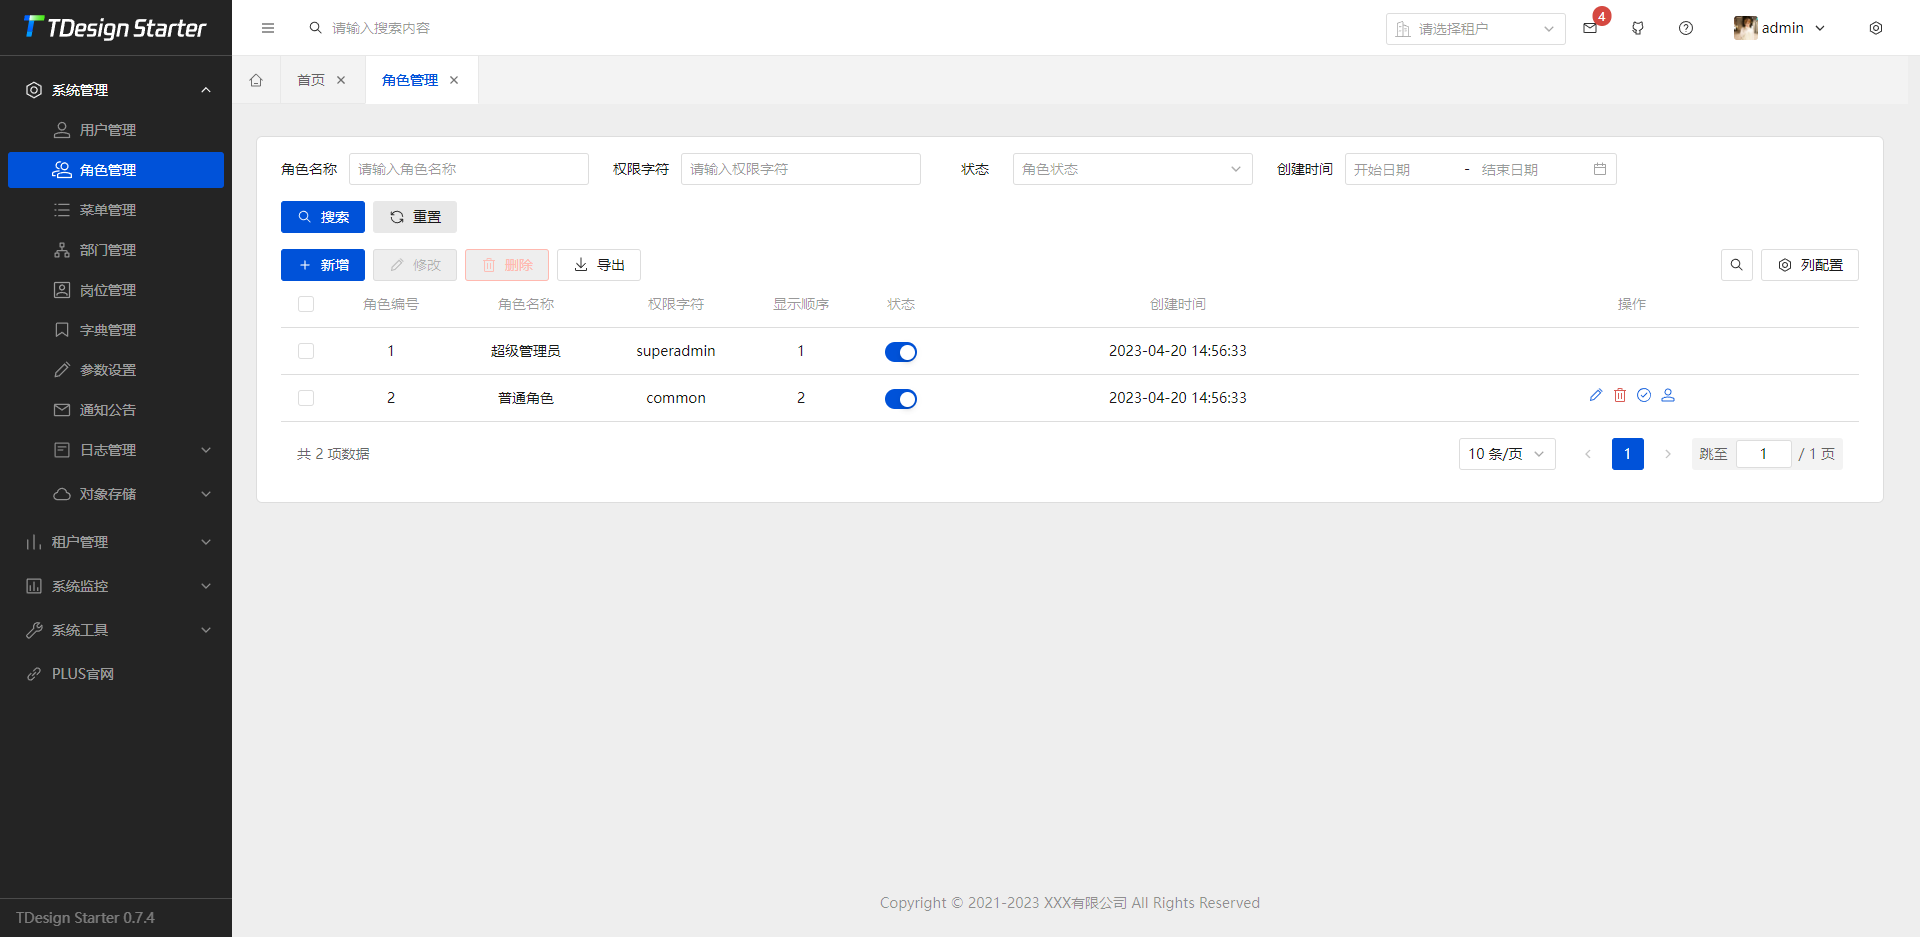 TDesign Starter
请输入搜索内容
请选择租户
4
admin
首页
角色管理
系统管理
用户管理
角色管理
菜单管理
部门管理
岗位管理
字典管理
参数设置
通知公告
日志管理
对象存储
租户管理
系统监控
系统工具
PLUS官网
TDesign Starter 0.7.4
角色名称 请输入角色名称 权限字符 请输入权限字符 状态 角色状态 创建时间 开始日期 - 结束日期
搜索 重置
新增 修改 删除 导出 列配置
角色编号 角色名称 权限字符 显示顺序 状态 创建时间 操作
1 超级管理员 superadmin 1 2023-04-20 14:56:33
2 普通角色 common 2 2023-04-20 14:56:33
共 2 项数据 10 条/页 1 跳至 1 / 1 页
Copyright © 2021-2023 XXX有限公司 All Rights Reserved